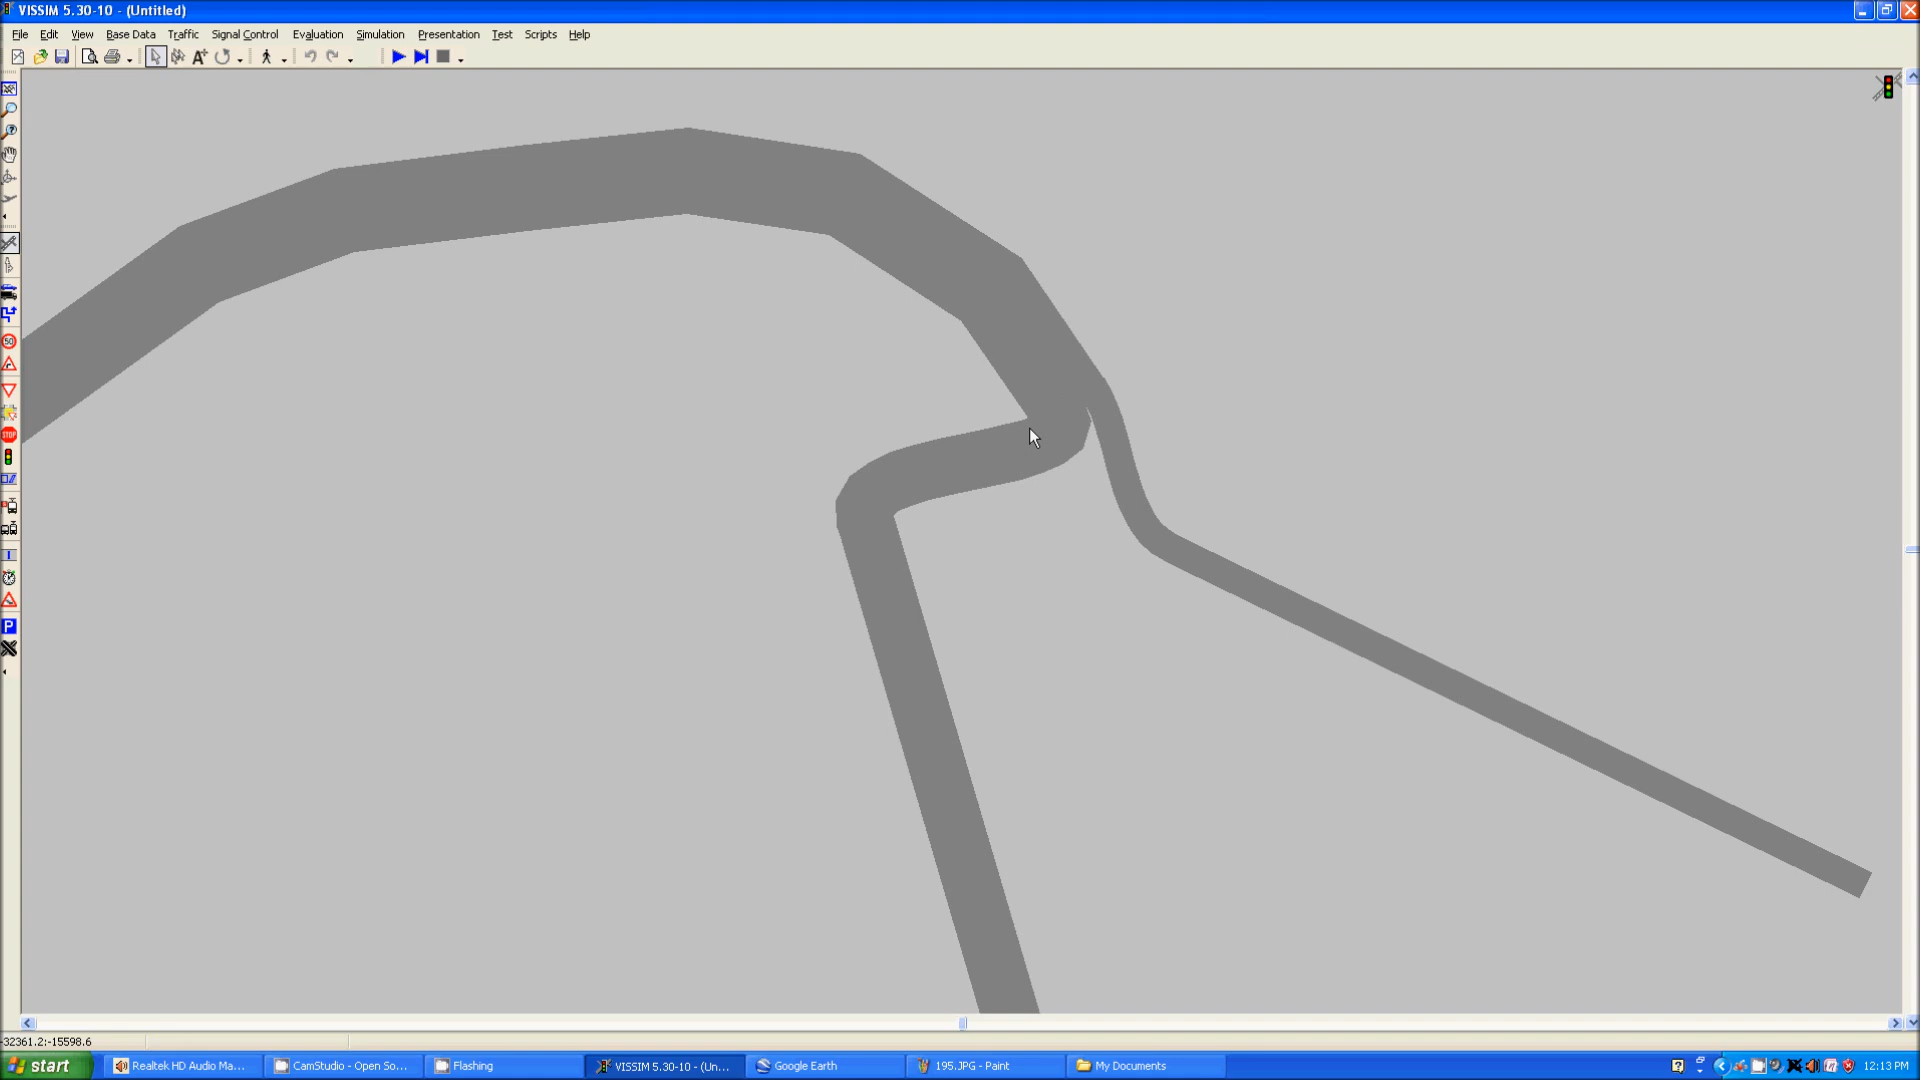 VISSIM 5.30-10 - (Untitled)
File Edit View Base Data Traffic Signal Control Evaluation Simulation Presentation Test Scripts Help
50
STOP
P
-32361.2:-15598.6
start Realtek HD Audio Ma... CamStudio - Open So... Flashing VISSIM 5.30-10 - (Un... Google Earth 195.JPG - Paint My Documents 12:13 PM